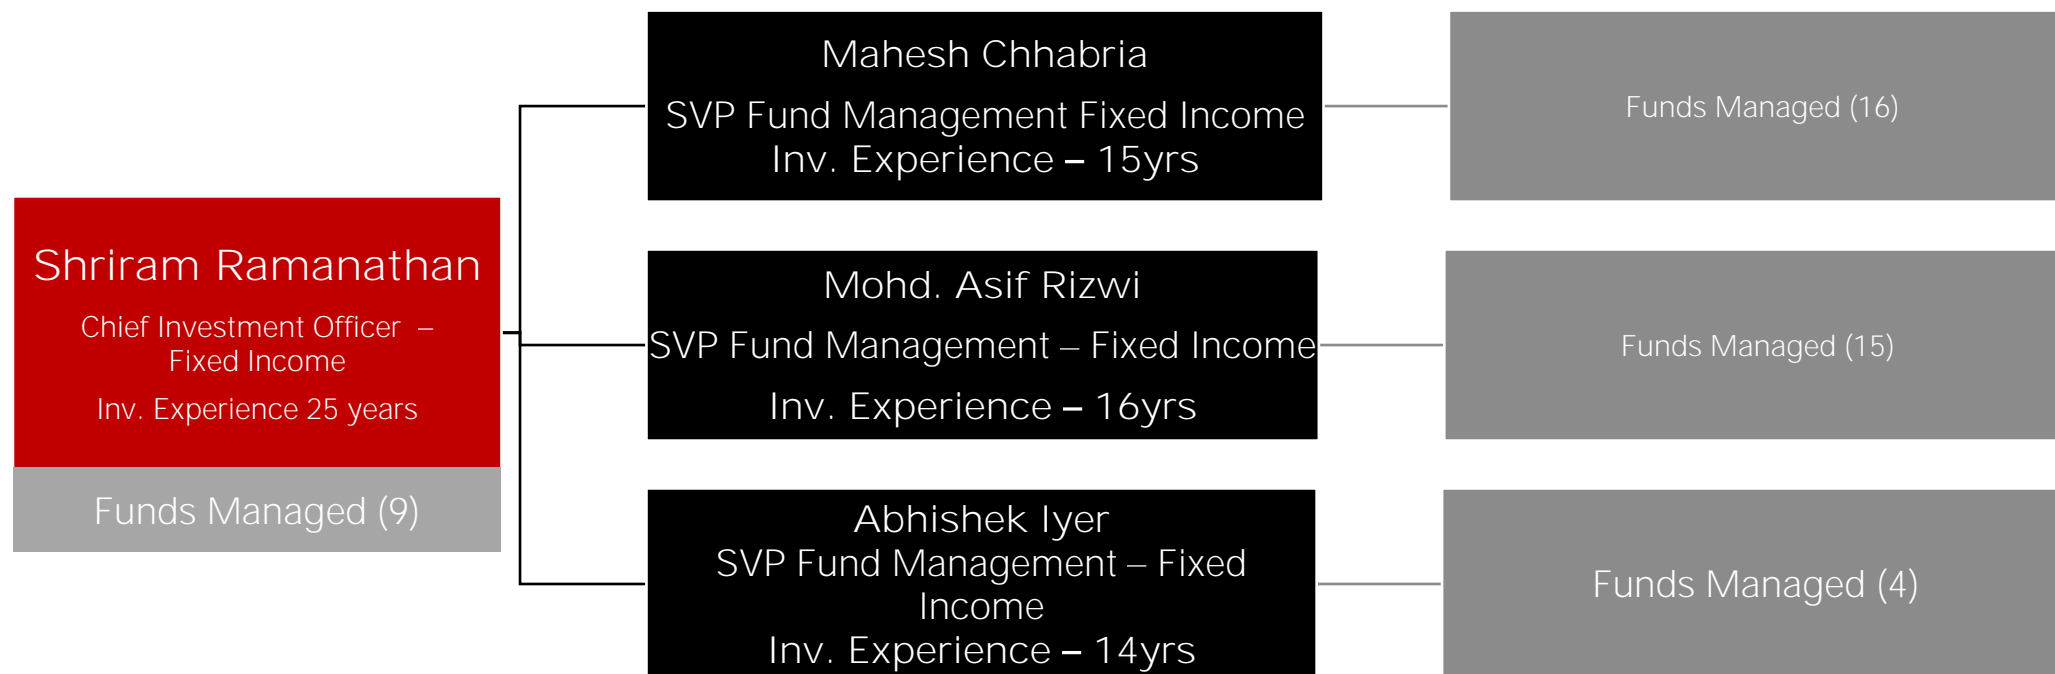 Shriram Ramanathan
Chief Investment Officer –
Fixed Income
Inv. Experience 25 years
Funds Managed (9)
Mahesh Chhabria
SVP Fund Management Fixed Income
Inv. Experience – 15yrs
Funds Managed (16)
Mohd. Asif Rizwi
SVP Fund Management – Fixed Income
Inv. Experience – 16yrs
Funds Managed (15)
Abhishek Iyer
SVP Fund Management – Fixed
Income
Inv. Experience – 14yrs
Funds Managed (4)